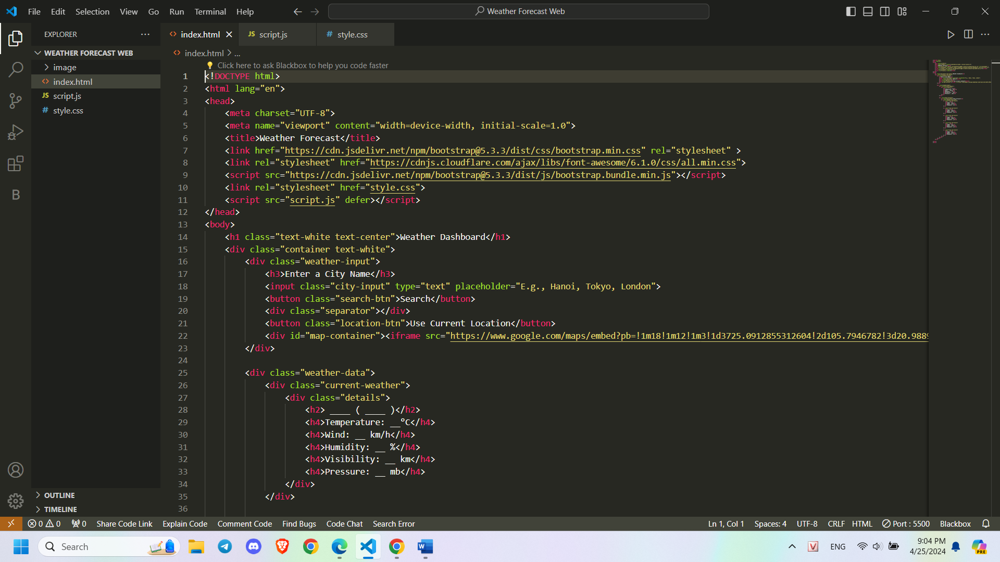 File Edit Selection View Go Run Terminal Help
Weather Forecast Web
EXPLORER
index.html
JS script.js
# style.css
WEATHER FORECAST WEB
image
index.html
JS script.js
# style.css
index.html > ...
Click here to ask Blackbox to help you code faster
1 <!DOCTYPE html>
2 <html lang="en">
3 <head>
4 <meta charset="UTF-8">
5 <meta name="viewport" content="width=device-width, initial-scale=1.0">
6 <title>Weather Forecast</title>
7 <link href="https://cdn.jsdelivr.net/npm/bootstrap@5.3.3/dist/css/bootstrap.min.css" rel="stylesheet" >
8 <link rel="stylesheet" href="https://cdnjs.cloudflare.com/ajax/libs/font-awesome/6.1.0/css/all.min.css">
9 <script src="https://cdn.jsdelivr.net/npm/bootstrap@5.3.3/dist/js/bootstrap.bundle.min.js"></script>
10 <link rel="stylesheet" href="style.css">
11 <script src="script.js" defer></script>
12 </head>
13 <body>
14 <h1 class="text-white text-center">Weather Dashboard</h1>
15 <div class="container text-white">
16 <div class="weather-input">
17 <h3>Enter a City Name</h3>
18 <input class="city-input" type="text" placeholder="E.g., Hanoi, Tokyo, London">
19 <button class="search-btn">Search</button>
20 <div class="separator"></div>
21 <button class="location-btn">Use Current Location</button>
22 <div id="map-container"><iframe src="https://www.google.com/maps/embed?pb=!1m18!1m12!1m3!1d3725.0912855312604!2d105.7946782!3d20.9889
23 </div>
24
25 <div class="weather-data">
26 <div class="current-weather">
27 <div class="details">
28 <h2> ____ ( ____ )</h2>
29 <h4>Temperature: __°C</h4>
30 <h4>Wind: __ km/h</h4>
31 <h4>Humidity: __ %</h4>
32 <h4>Visibility: __ km</h4>
33 <h4>Pressure: __ mb</h4>
34 </div>
35 </div>
36
B
OUTLINE
TIMELINE
0 0 0 Share Code Link Explain Code Comment Code Find Bugs Code Chat Search Error
Ln 1, Col 1 Spaces: 4 UTF-8 CRLF HTML Port : 5500 Blackbox
Search
W
V
ENG
9:04 PM
4/25/2024
PRE